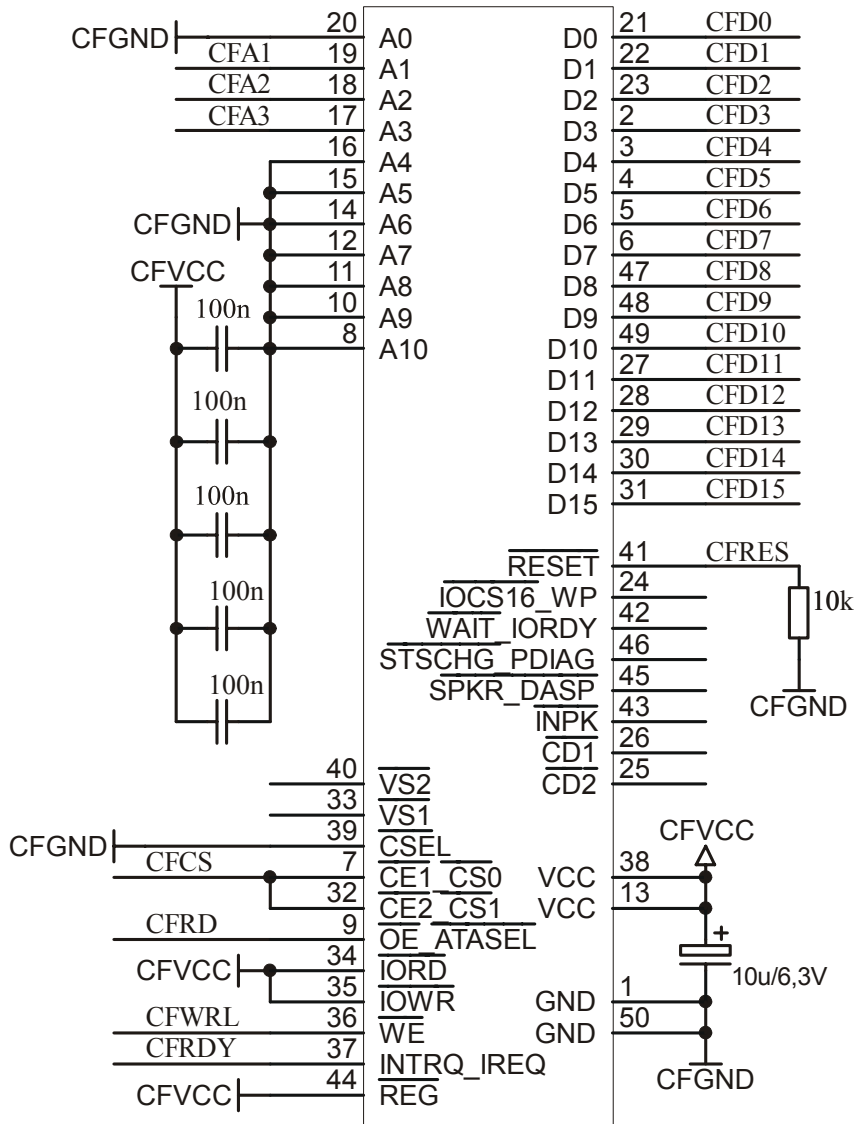 20 A0 D0 21 CFD0
CFGND
CFA1 19 A1 D1 22 CFD1
CFA2 18 A2 D2 23 CFD2
CFA3 17 A3 D3 2 CFD3
16 A4 D4 3 CFD4
15 A5 D5 4 CFD5
CFGND 14 A6 D6 5 CFD6
12 A7 D7 6 CFD7
CFVCC 11 A8 D8 47 CFD8
100n 10 A9 D9 48 CFD9
8 A10 D10 49 CFD10
D11 27 CFD11
100n D12 28 CFD12
D13 29 CFD13
D14 30 CFD14
100n D15 31 CFD15
RESET 41 CFRES
100n IOCS16_WP 24 10k
WAIT_IORDY 42
STSCHG_PDIAG 46
100n SPKR_DASP 45
INPK 43 CFGND
CD1 26
40 VS2 CD2 25
33 VS1
CFGND 39 CSEL CFVCC
CFCS 7 CE1_CS0 VCC 38
32 CE2_CS1 VCC 13
CFRD 9 OE_ATASEL +
CFVCC 34 IORD 10u/6,3V
35 IOWR GND 1
CFWRL 36 WE GND 50
CFRDY 37 INTRQ_IREQ
CFVCC 44 REG CFGND